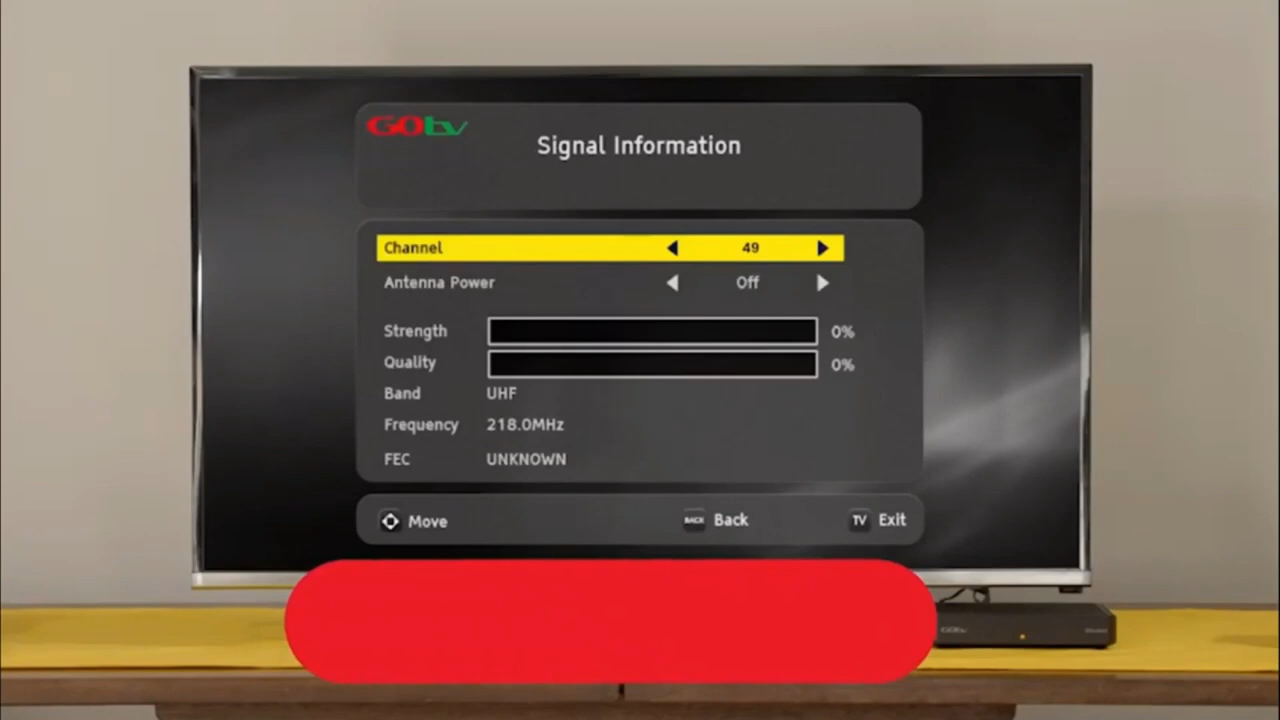 GOtv
Signal Information
Channel 49
Antenna Power Off
Strength 0%
Quality 0%
Band UHF
Frequency 218.0MHz
FEC UNKNOWN
Move BACK Back TV Exit
GOtv